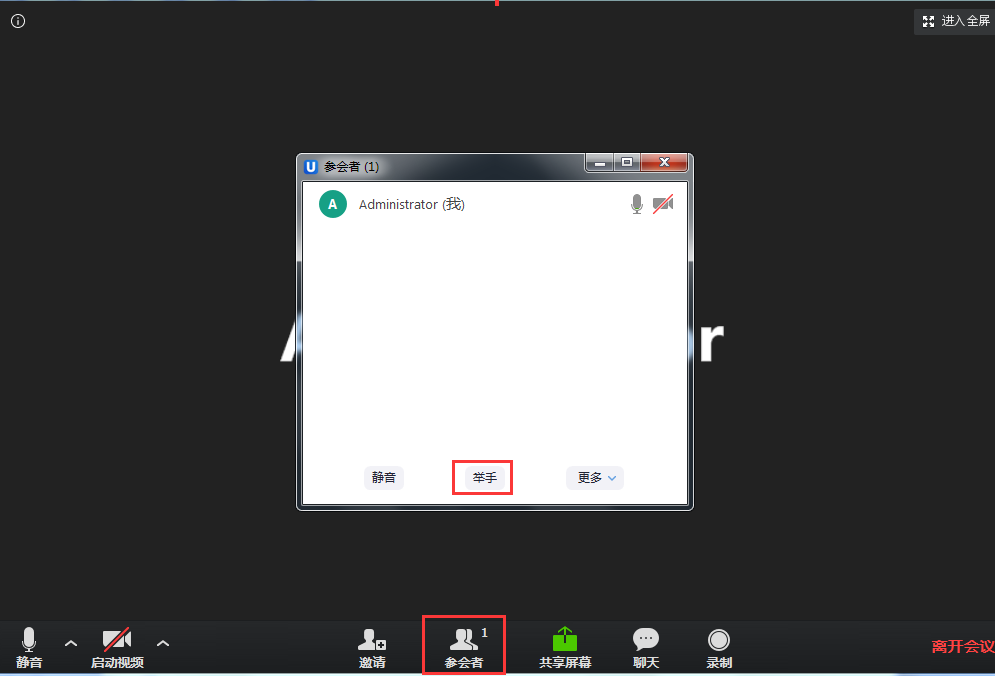 进入全屏
U 参会者 (1)
A Administrator (我)
A r
静音 举手 更多
1
静音 启动视频 邀请 参会者 共享屏幕 聊天 录制 离开会议